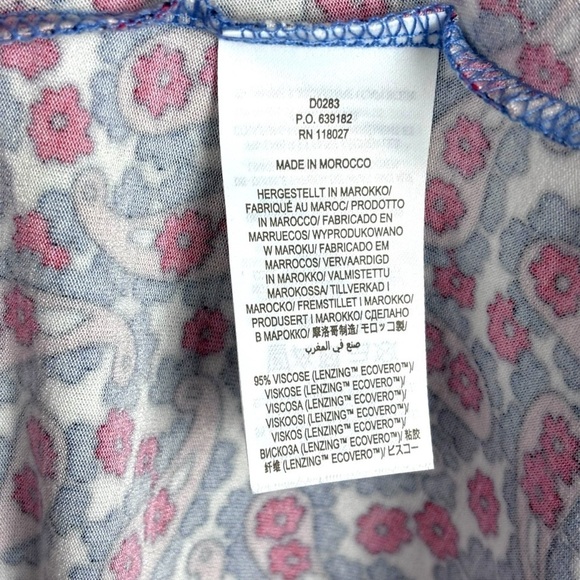 D0283
P.O. 639182
RN 118027
MADE IN MOROCCO
HERGESTELLT IN MAROKKO/
FABRIQUÉ AU MAROC/ PRODOTTO
IN MAROCCO/ FABRICADO EN
MARRUECOS/ WYPRODUKOWANO
W MAROKU/ FABRICADO EM
MARROCOS/ VERVAARDIGD
IN MAROKKO/ VALMISTETTU
MAROKOSSA/ TILLVERKAD I
MAROCKO/ FREMSTILLET I MAROKKO/
PRODUSERT I MAROKKO/ СДЕЛАНО
В МАРОККО/ 摩洛哥制造/ モロッコ製/
صنع في المغرب
95% VISCOSE (LENZING™ ECOVERO™)/
VISKOSE (LENZING™ ECOVERO™)/
VISCOSA (LENZING™ ECOVERO™)/
VISKOOSI (LENZING™ ECOVERO™)/
VISKOS (LENZING™ ECOVERO™)/
ВИСКОЗА (LENZING™ ECOVERO™)/ 粘胶
纤维 (LENZING™ ECOVERO™)/ ビスコー